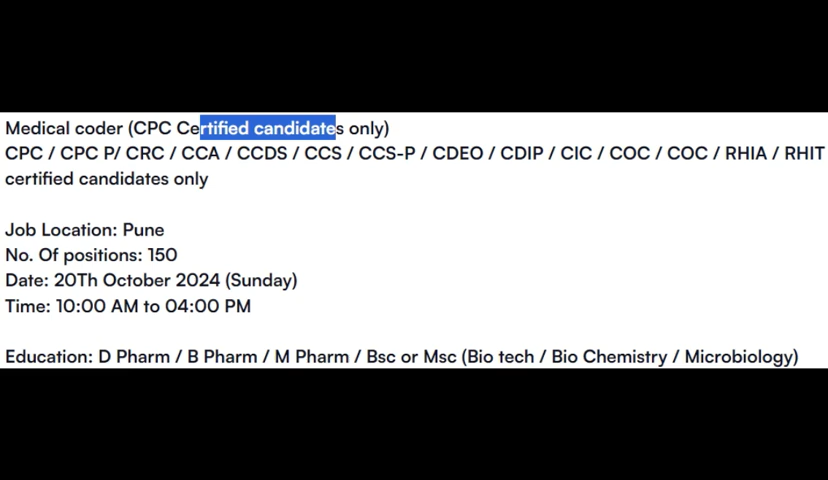 Medical coder (CPC Certified candidates only)
CPC / CPC P/ CRC / CCA / CCDS / CCS / CCS-P / CDEO / CDIP / CIC / COC / COC / RHIA / RHIT
certified candidates only
Job Location: Pune
No. Of positions: 150
Date: 20Th October 2024 (Sunday)
Time: 10:00 AM to 04:00 PM
Education: D Pharm / B Pharm / M Pharm / Bsc or Msc (Bio tech / Bio Chemistry / Microbiology)